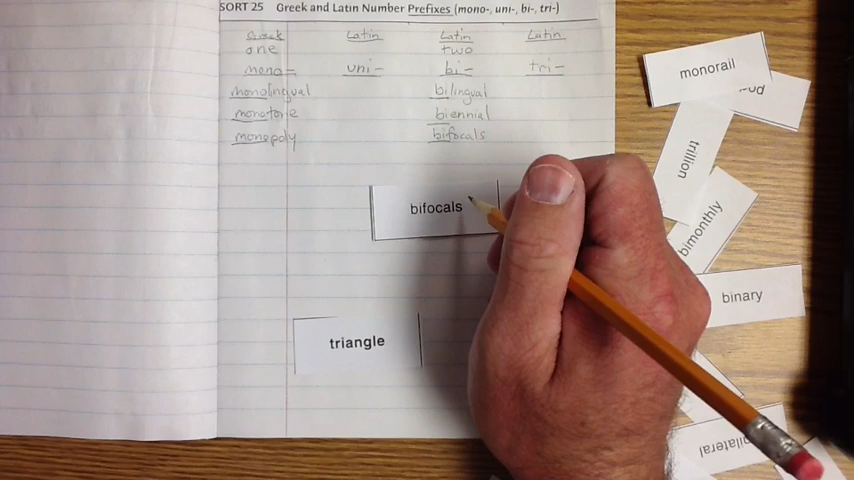 SORT 25 Greek and Latin Number Prefixes (mono-, uni-, bi-, tri-)
Greek Latin Latin Latin
one two
mono- uni- bi- tri-
monolingual bilingual
monotone biennial
monopoly bifocals
monorail
trillion
bimonthly
bifocals
binary
triangle